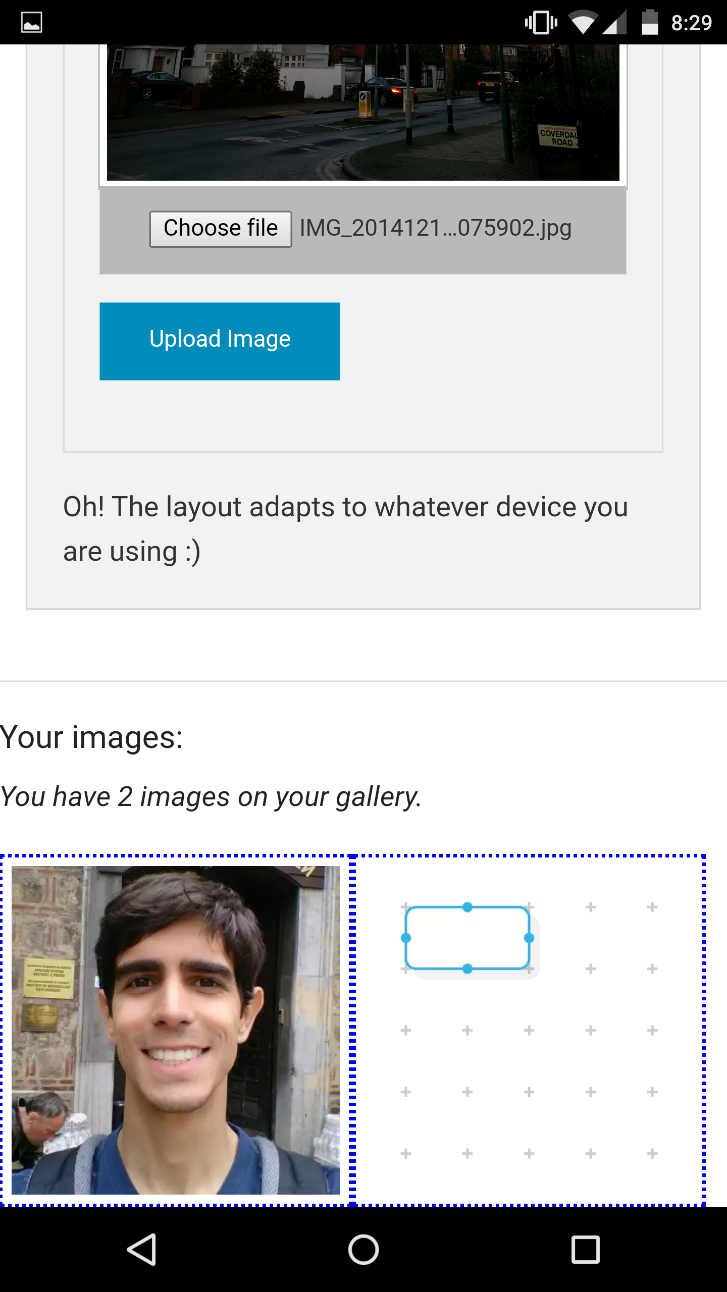 8:29
COVERDAL
ROAD
Choose file IMG_2014121...075902.jpg
Upload Image
Oh! The layout adapts to whatever device you
are using :)
Your images:
You have 2 images on your gallery.